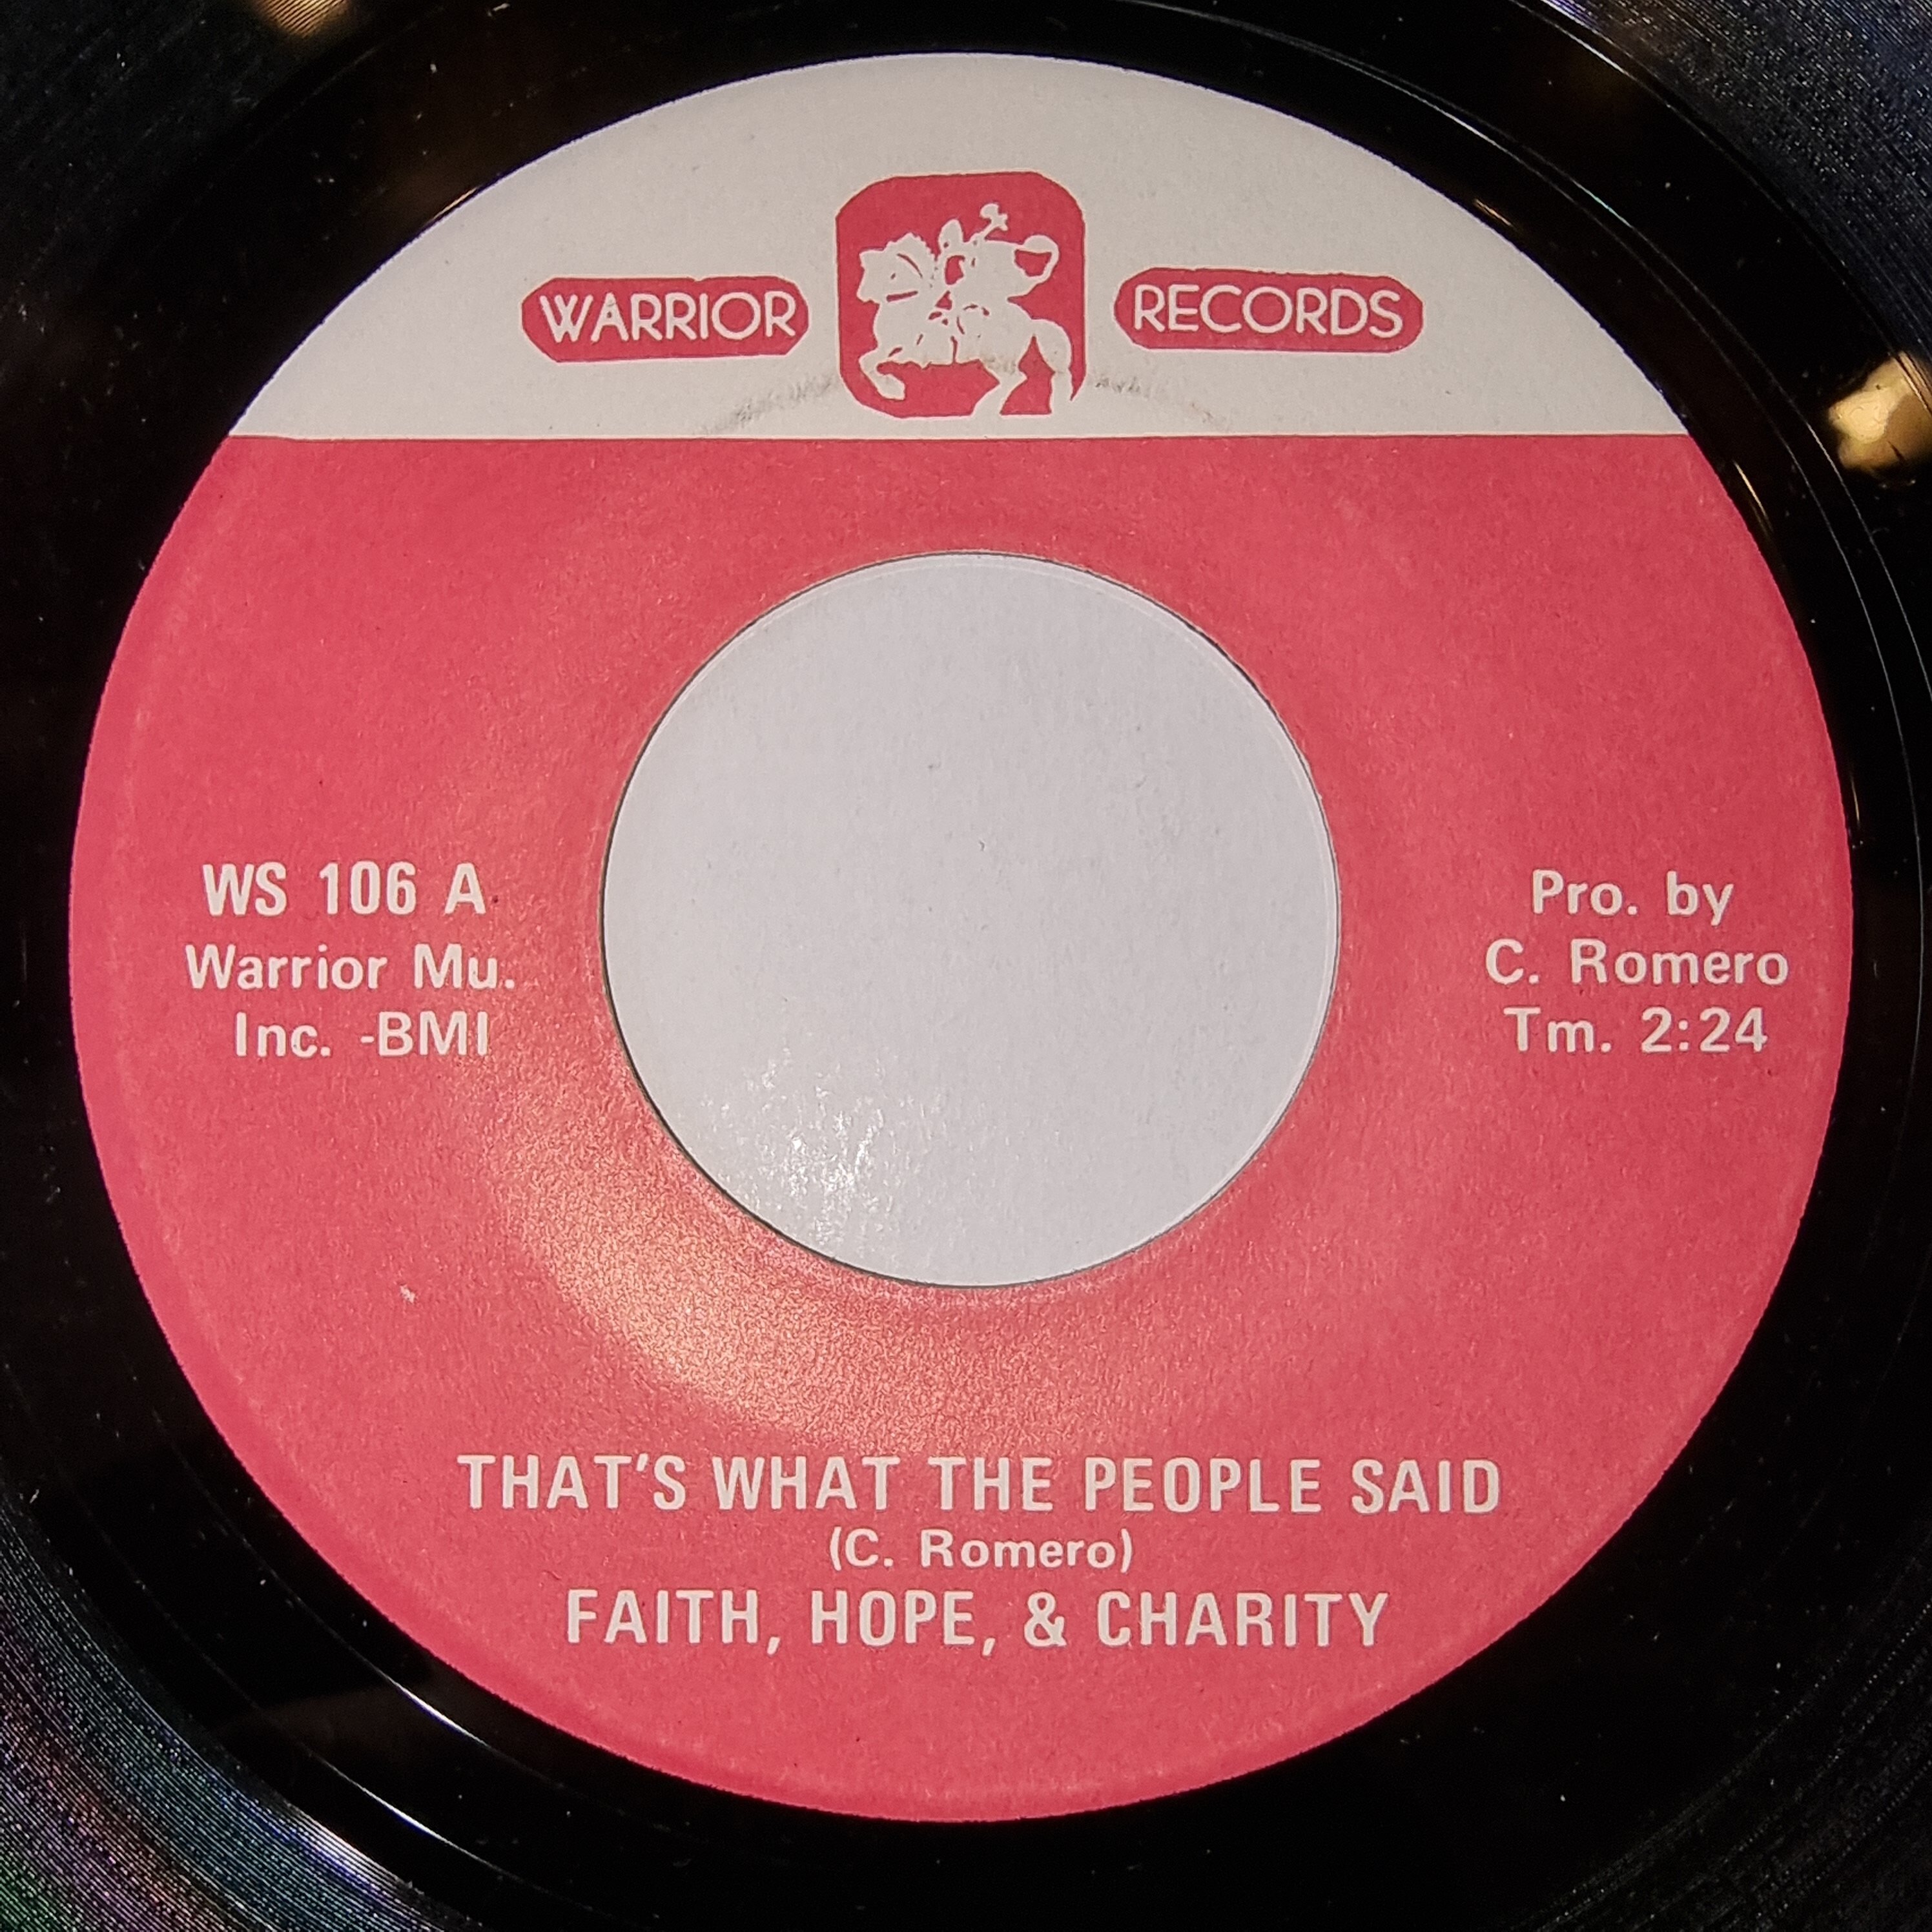 WARRIOR RECORDS
WS 106 A
Warrior Mu.
Inc. -BMI
Pro. by
C. Romero
Tm. 2:24
THAT'S WHAT THE PEOPLE SAID
(C. Romero)
FAITH, HOPE, & CHARITY